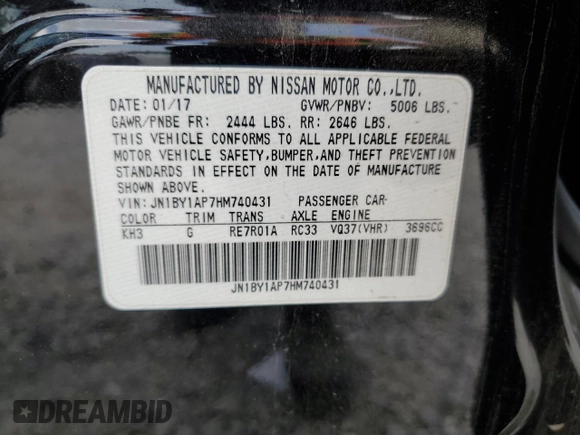 MANUFACTURED BY NISSAN MOTOR CO.,LTD.
DATE: 01/17 GVWR/PNBV: 5006 LBS.
GAWR/PNBE FR: 2444 LBS. RR: 2646 LBS.
THIS VEHICLE CONFORMS TO ALL APPLICABLE FEDERAL
MOTOR VEHICLE SAFETY,BUMPER,AND THEFT PREVENTION
STANDARDS IN EFFECT ON THE DATE OF MANUFACTURE
SHOWN ABOVE.
VIN: JN1BY1AP7HM740431 PASSENGER CAR
COLOR TRIM TRANS AXLE ENGINE
KH3 G RE7R01A RC33 VQ37(VHR) 3696CC
JN1BY1AP7HM740431
DREAMBID